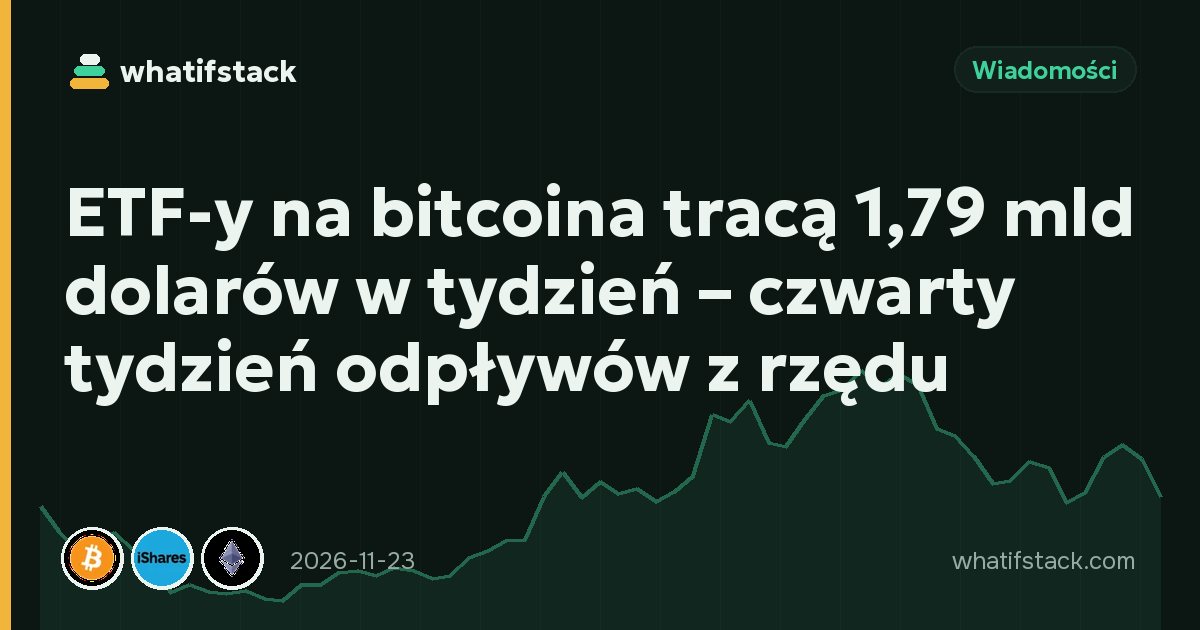 whatifstack
Wiadomości
ETF-y na bitcoina tracą 1,79 mld
dolarów w tydzień – czwarty
tydzień odpływów z rzędu
iShares
2026-11-23
whatifstack.com